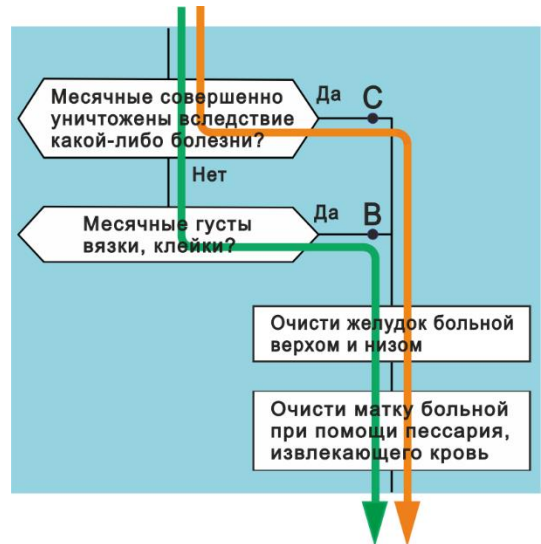 Месячные совершенно
уничтожены вследствие
какой-либо болезни?
Да
C
Нет
Месячные густы
вязки, клейки?
Да
B
Очисти желудок больной
верхом и низом
Очисти матку больной
при помощи пессария,
извлекающего кровь